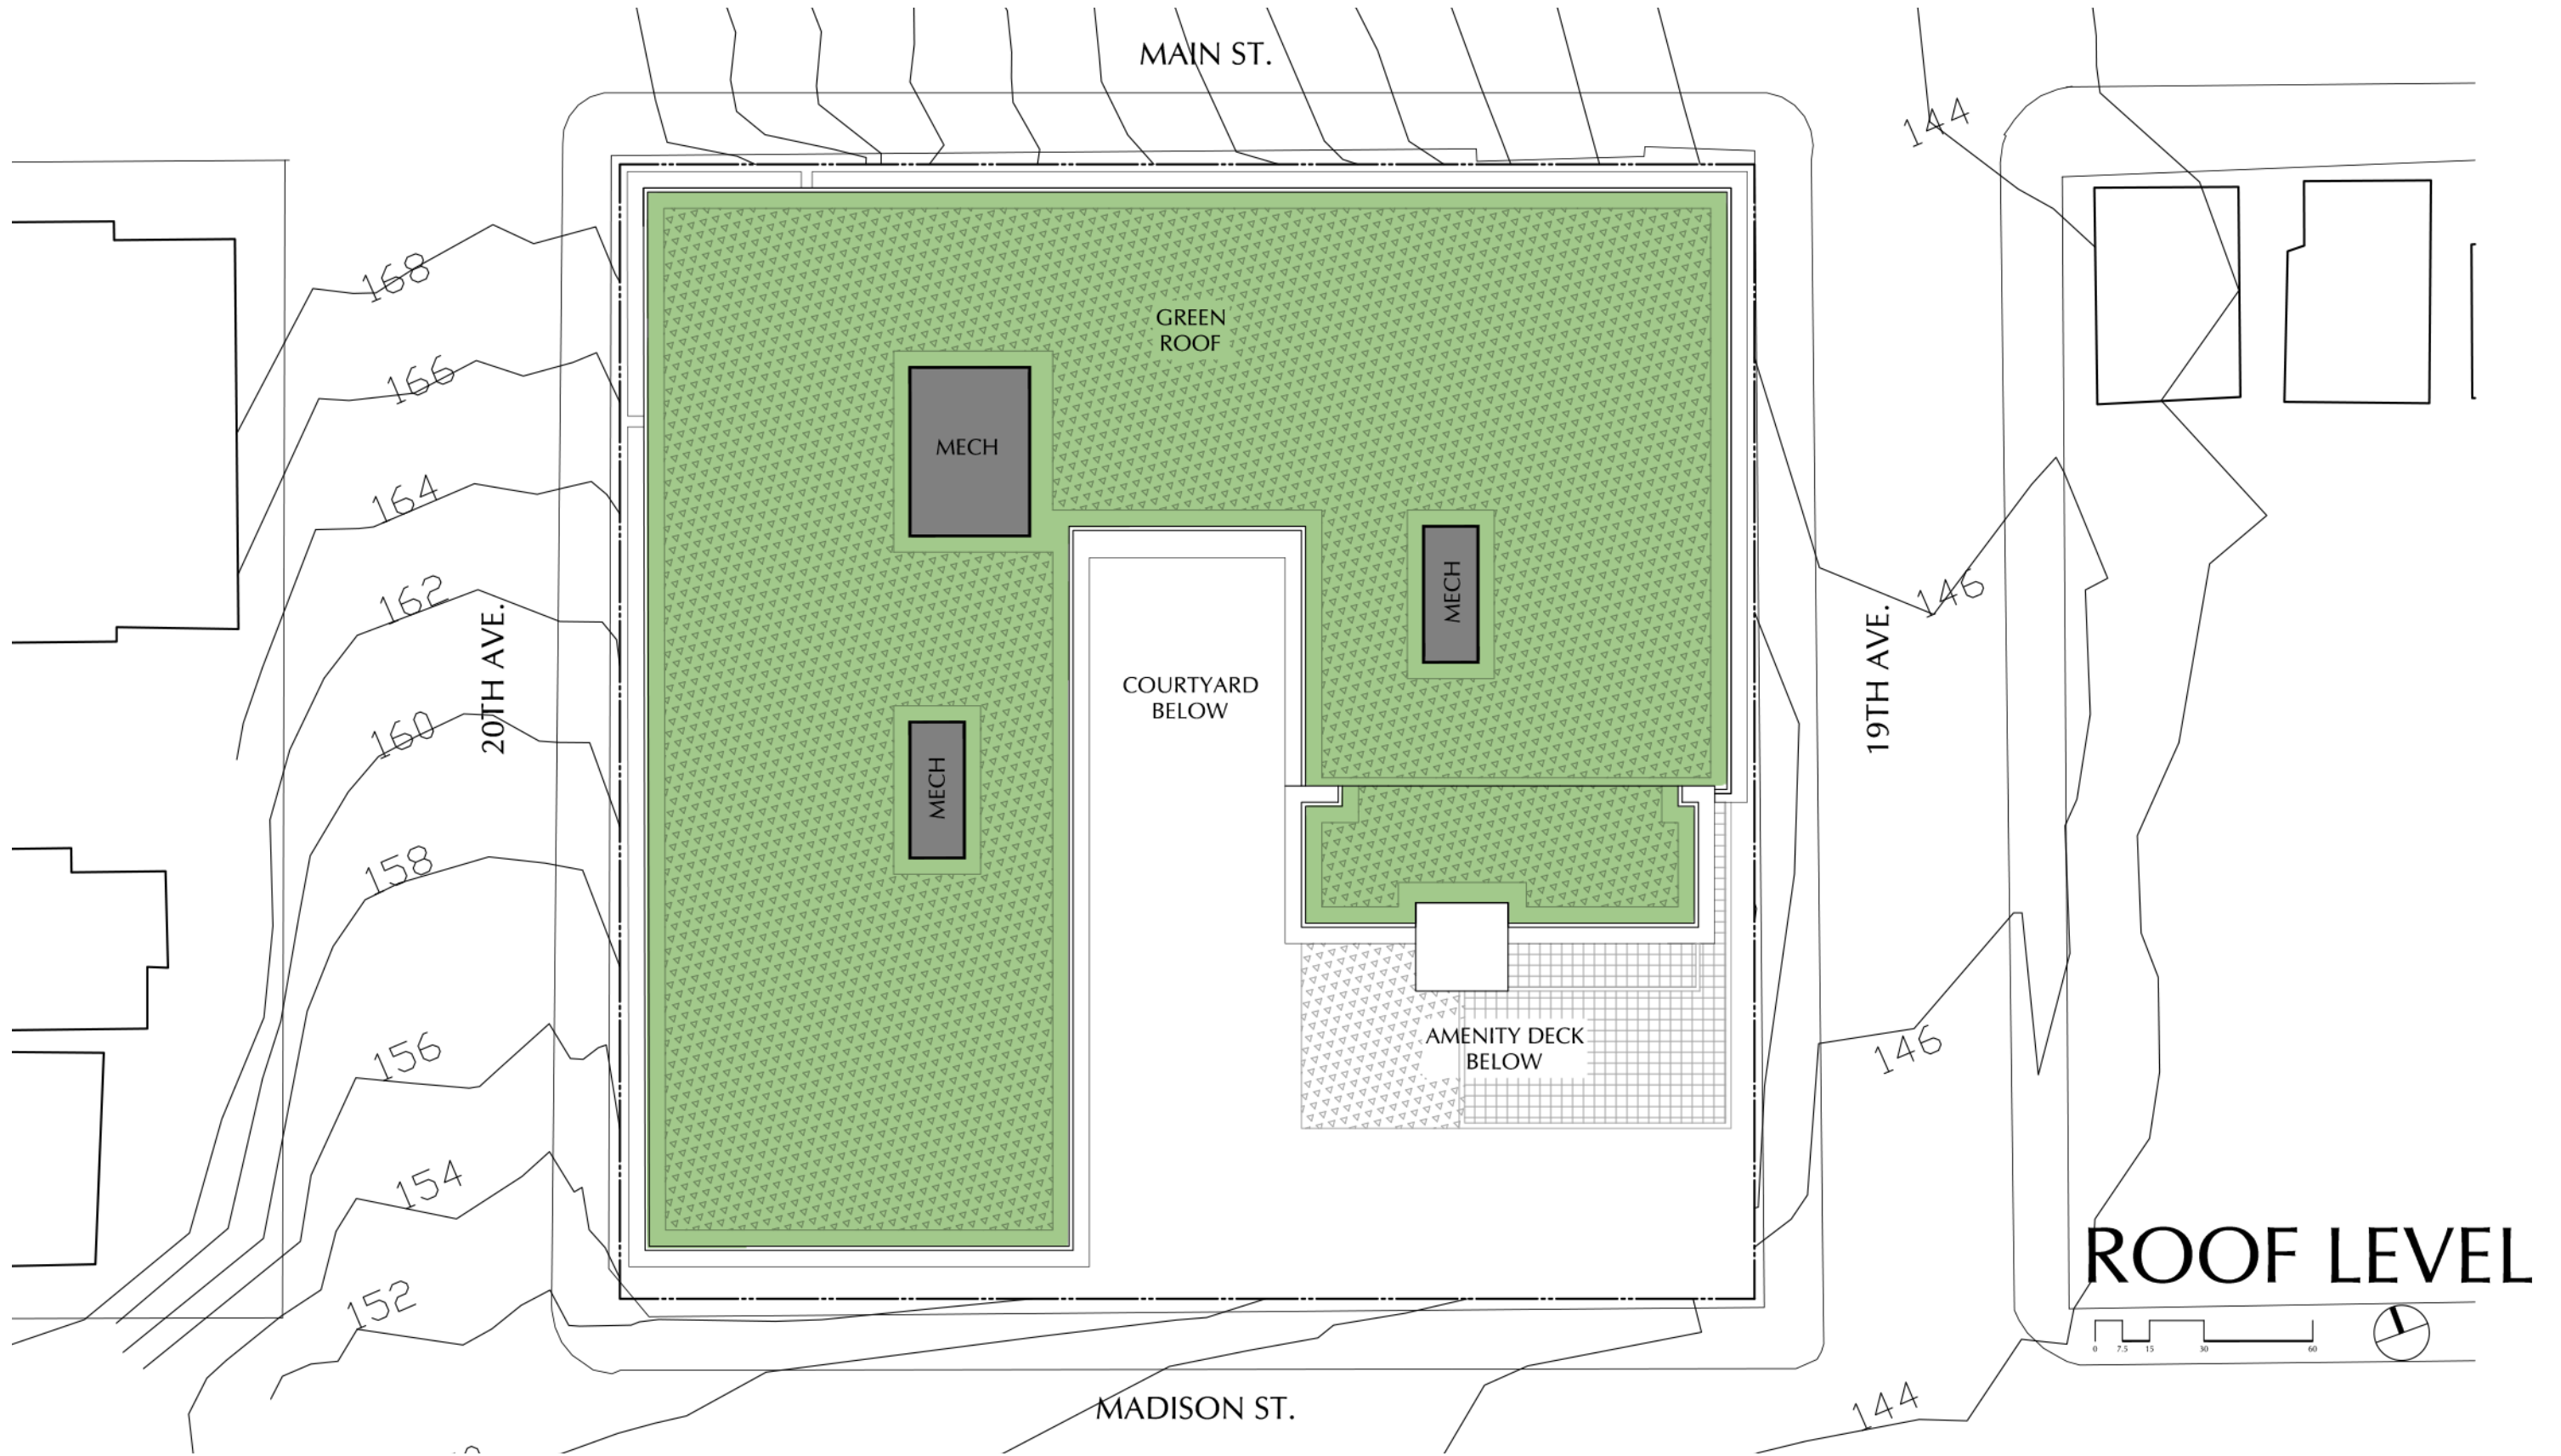 MAIN ST.
144
168
GREEN
ROOF
166
MECH
164
162
146
MECH
20TH AVE.
19TH AVE.
COURTYARD
BELOW
160
MECH
158
AMENITY DECK
BELOW
156
146
154
ROOF LEVEL
152
0 7.5 15 30 60
MADISON ST.
144